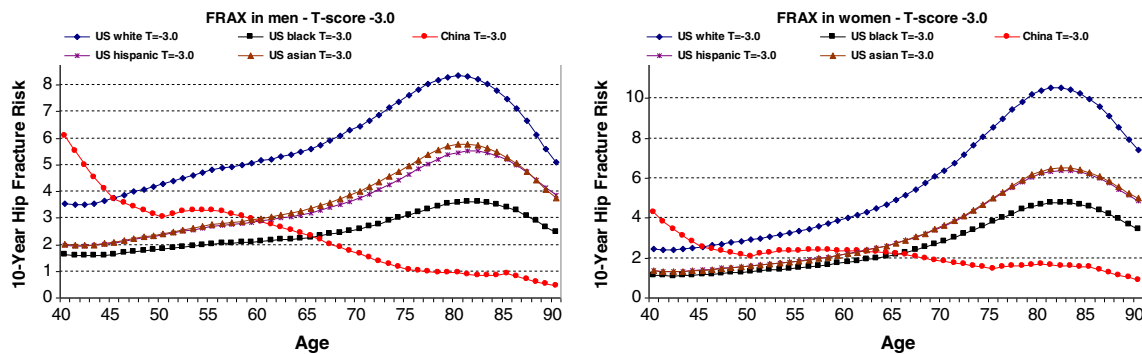 FRAX in men - T-score -3.0
US white T=-3.0 US black T=-3.0 China T=-3.0
US hispanic T=-3.0 US asian T=-3.0
10-Year Hip Fracture Risk
8
7
6
5
4
3
2
1
0
40 45 50 55 60 65 70 75 80 85 90
Age
FRAX in women - T-score -3.0
US white T=-3.0 US black T=-3.0 China T=-3.0
US hispanic T=-3.0 US asian T=-3.0
10-Year Hip Fracture Risk
10
8
6
4
2
0
40 45 50 55 60 65 70 75 80 85 90
Age